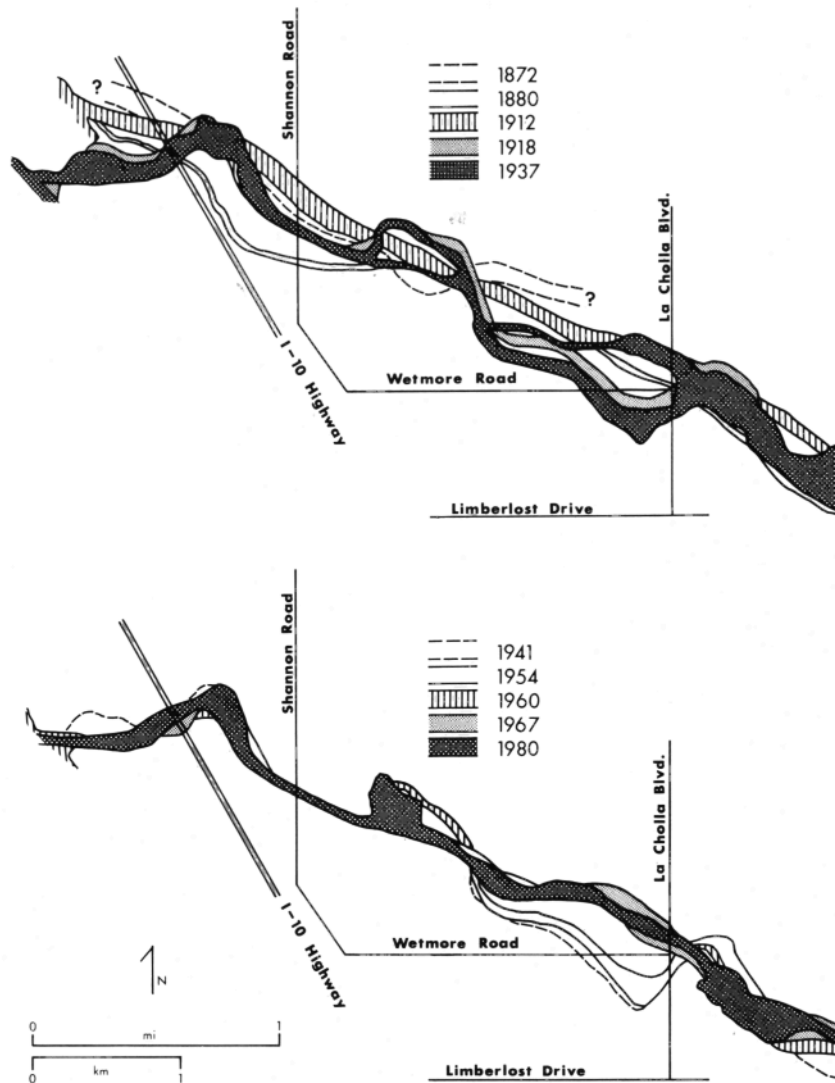 Shannon Road
1872
1880
1912
1918
1937
?
La Cholla Blvd.
?
I-10 Highway
Wetmore Road
Limberlost Drive
Shannon Road
1941
1954
1960
1967
1980
La Cholla Blvd.
I-10 Highway
Wetmore Road
N
0 1
mi
km
0 1
Limberlost Drive